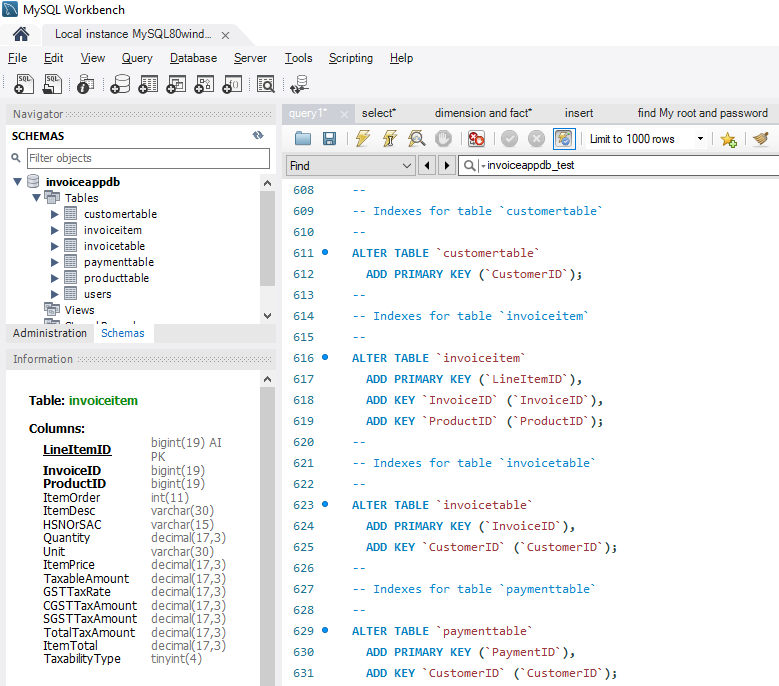 MySQL Workbench
Local instance MySQL80wind... ×
File Edit View Query Database Server Tools Scripting Help
Navigator
SCHEMAS
Filter objects
invoiceappdb
Tables
customertable
invoiceitem
invoicetable
paymenttable
producttable
users
Views
Administration Schemas
Information
Table: invoiceitem
Columns:
LineItemID bigint(19) AI
PK
InvoiceID bigint(19)
ProductID bigint(19)
ItemOrder int(11)
ItemDesc varchar(30)
HSNOrSAC varchar(15)
Quantity decimal(17,3)
Unit varchar(30)
ItemPrice decimal(17,3)
TaxableAmount decimal(17,3)
GSTTaxRate decimal(17,3)
CGSTTaxAmount decimal(17,3)
SGSTTaxAmount decimal(17,3)
TotalTaxAmount decimal(17,3)
ItemTotal decimal(17,3)
TaxabilityType tinyint(4)
query1* × select* dimension and fact* insert find My root and password
Limit to 1000 rows
Find invoiceappdb_test
608 --
609 -- Indexes for table `customertable`
610 --
611 ALTER TABLE `customertable`
612 ADD PRIMARY KEY (`CustomerID`);
613 --
614 -- Indexes for table `invoiceitem`
615 --
616 ALTER TABLE `invoiceitem`
617 ADD PRIMARY KEY (`LineItemID`),
618 ADD KEY `InvoiceID` (`InvoiceID`),
619 ADD KEY `ProductID` (`ProductID`);
620 --
621 -- Indexes for table `invoicetable`
622 --
623 ALTER TABLE `invoicetable`
624 ADD PRIMARY KEY (`InvoiceID`),
625 ADD KEY `CustomerID` (`CustomerID`);
626 --
627 -- Indexes for table `paymenttable`
628 --
629 ALTER TABLE `paymenttable`
630 ADD PRIMARY KEY (`PaymentID`),
631 ADD KEY `CustomerID` (`CustomerID`);